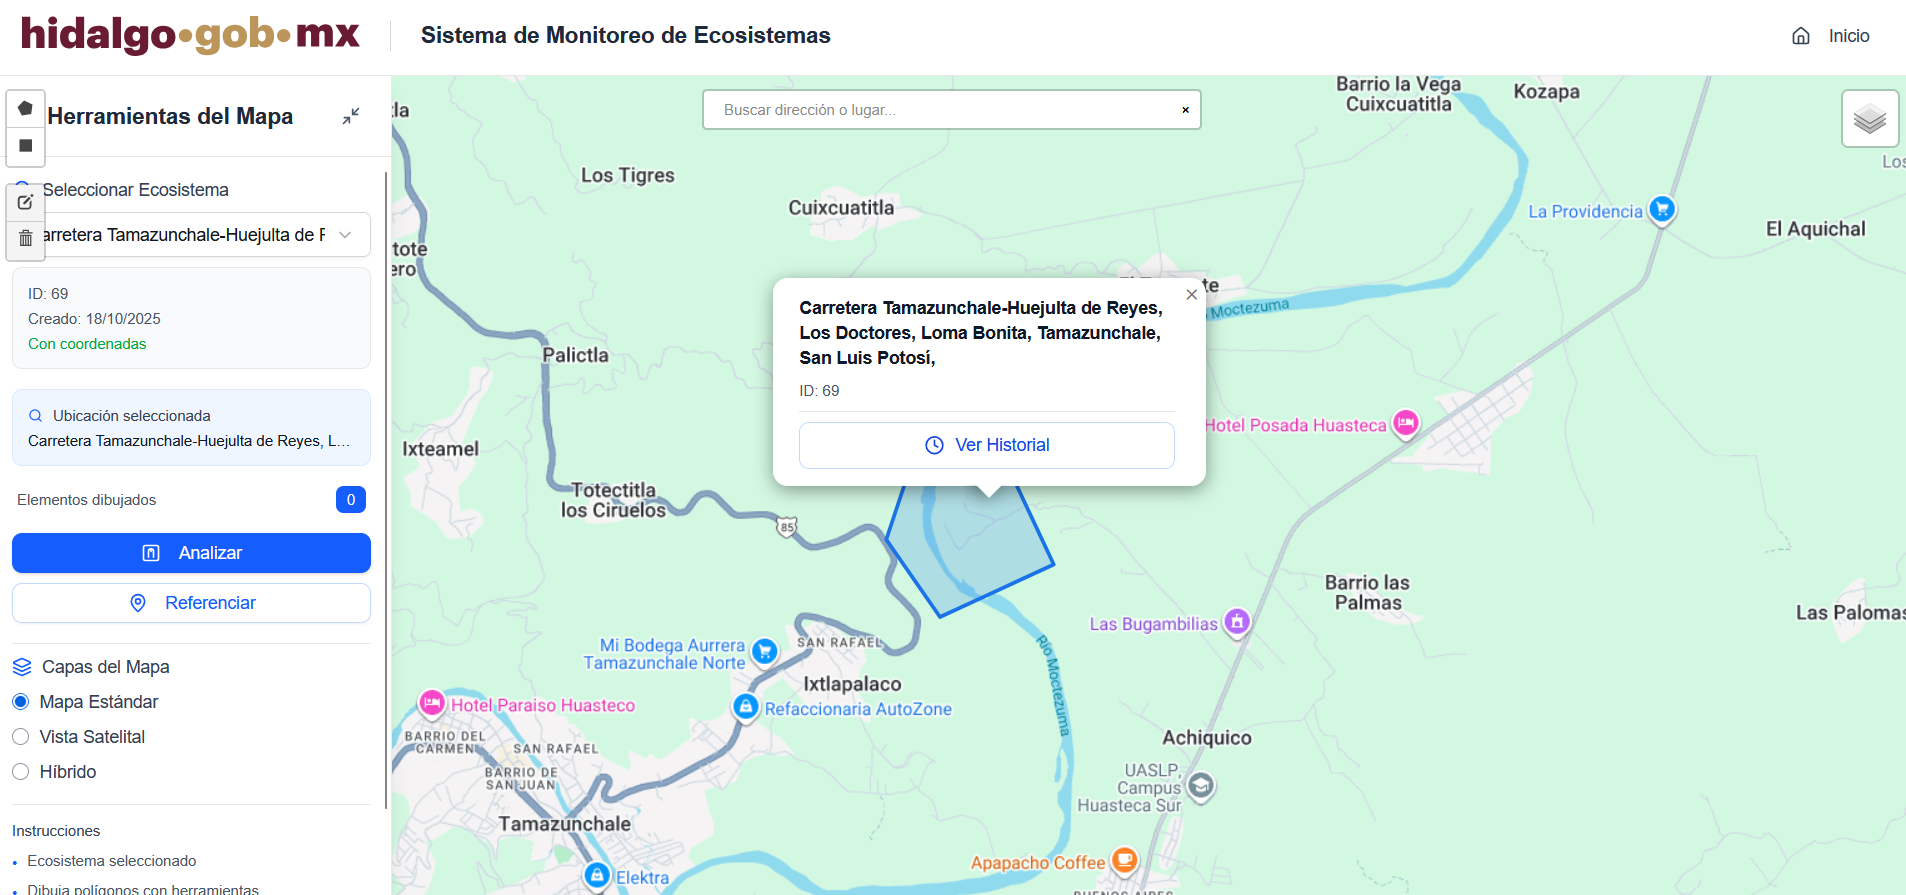 hidalgo•gob•mx
Sistema de Monitoreo de Ecosistemas
Inicio
Herramientas del Mapa
Seleccionar Ecosistema
arretera Tamazunchale-Huejulta de R
ID: 69
Creado: 18/10/2025
Con coordenadas
Ubicación seleccionada
Carretera Tamazunchale-Huejulta de Reyes, L...
Elementos dibujados
0
Analizar
Referenciar
Capas del Mapa
Mapa Estándar
Vista Satelital
Híbrido
Instrucciones
Ecosistema seleccionado
Dibuja polígonos con herramientas
Buscar dirección o lugar...
×
Barrio la Vega
Cuixcuatitla
Kozapa
Los Tigres
Cuixcuatitla
La Providencia
El Aquichal
Los
la
tote
ero
te
Moctezuma
Carretera Tamazunchale-Huejulta de Reyes,
Los Doctores, Loma Bonita, Tamazunchale,
San Luis Potosí,
ID: 69
Ver Historial
Palictla
Ixteamel
Hotel Posada Huasteca
Totectitla
los Ciruelos
85
Barrio las
Palmas
Las Palomas
Las Bugambilias
Mi Bodega Aurrera
Tamazunchale Norte
SAN RAFAEL
Río Moctezuma
Ixtlapalaco
Hotel Paraiso Huasteco
Refaccionaria AutoZone
BARRIO DEL
CARMEN
SAN RAFAEL
Achiquico
BARRIO DE
SAN JUAN
UASLP,
Campus
Huasteca Sur
Tamazunchale
Apapacho Coffee
Elektra
BUENOS AIRES